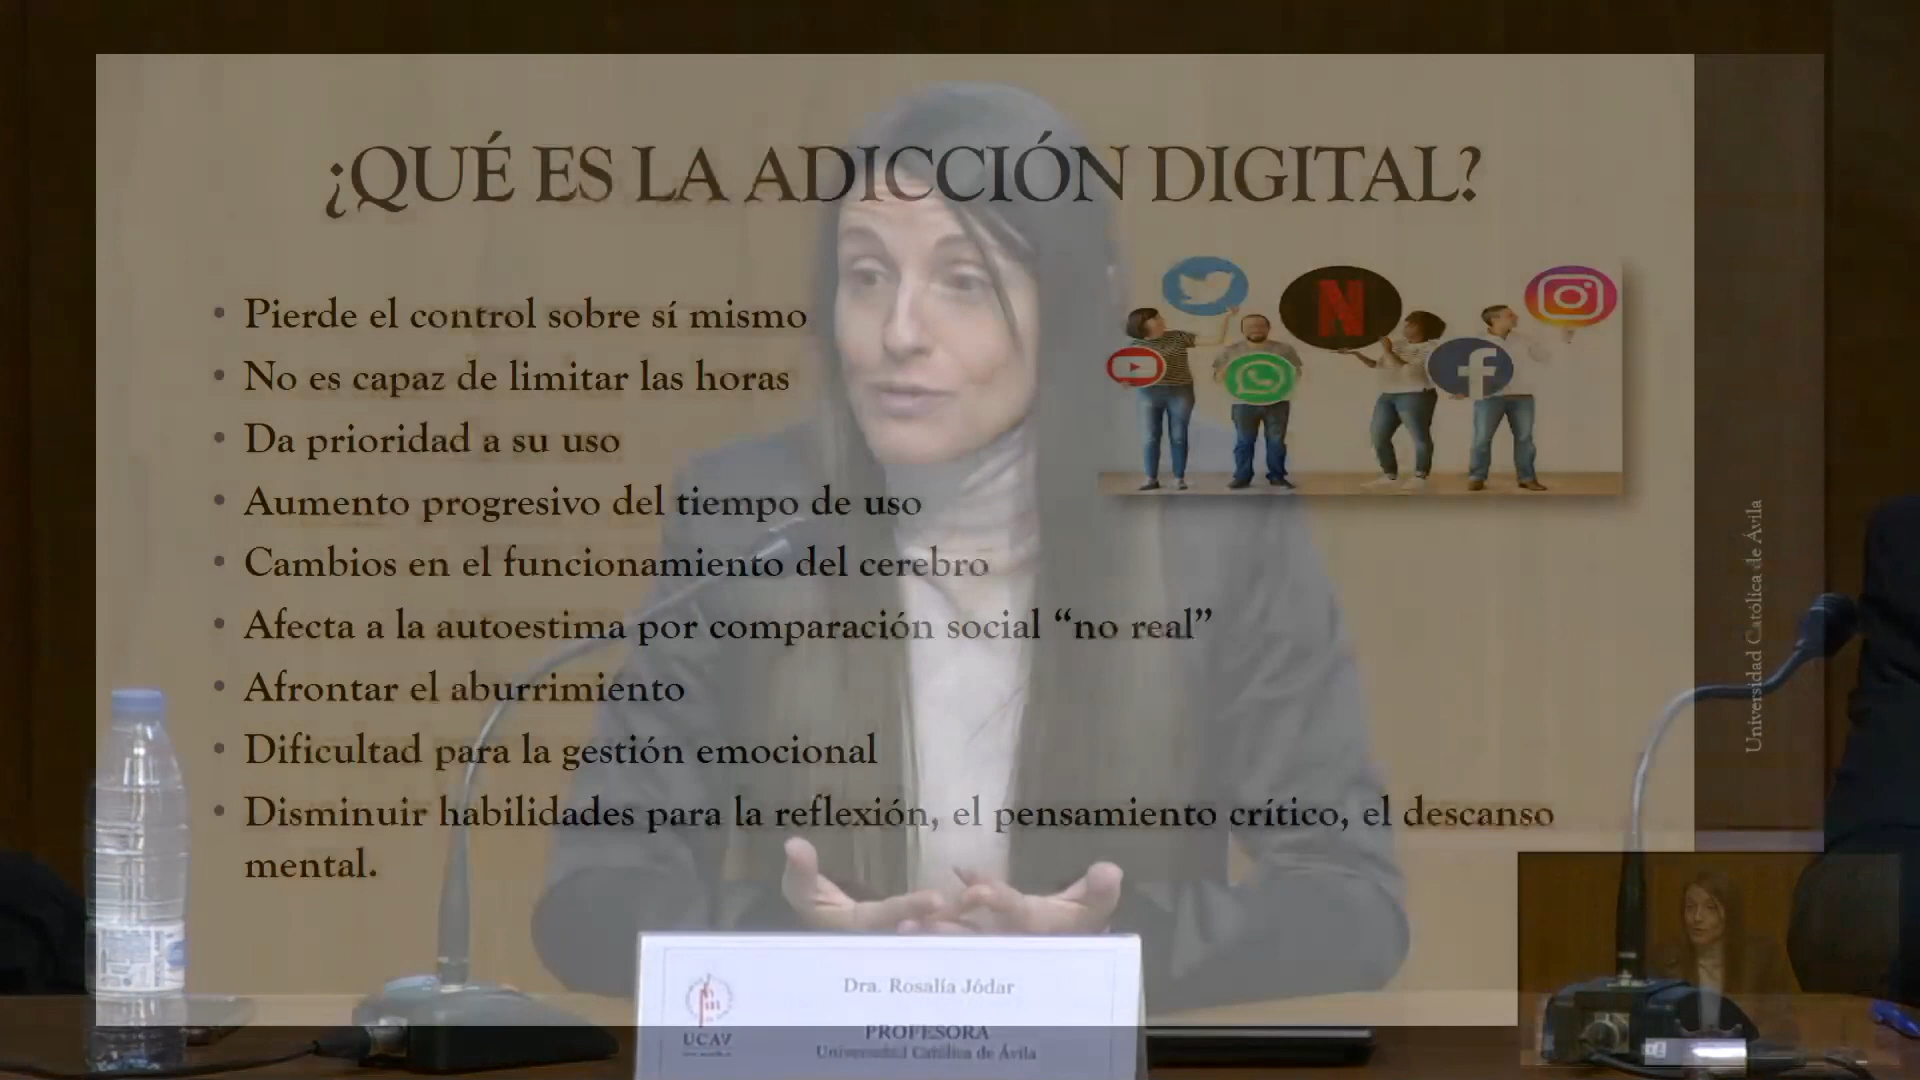 ¿QUÉ ES LA ADICCIÓN DIGITAL?
• Pierde el control sobre sí mismo
• No es capaz de limitar las horas
• Da prioridad a su uso
• Aumento progresivo del tiempo de uso
• Cambios en el funcionamiento del cerebro
• Afecta a la autoestima por comparación social “no real”
• Afrontar el aburrimiento
• Dificultad para la gestión emocional
• Disminuir habilidades para la reflexión, el pensamiento crítico, el descanso
mental.
N
Universidad Católica de Ávila
Dra. Rosalía Jódar
PROFESORA
Universidad Católica de Ávila
UCAV